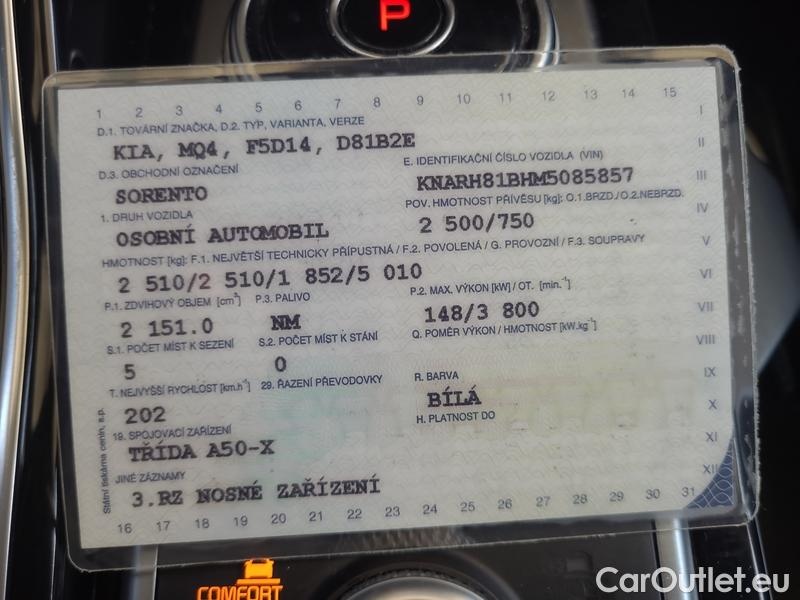 P
1 2 3 4 5 6 7 8 9 10 11 12 13 14 15
D.1. TOVÁRNÍ ZNAČKA, D.2. TYP, VARIANTA, VERZE
KIA, MQ4, F5D14, D81B2E
I
II
III
IV
V
VI
VII
VIII
IX
X
XI
XII
D.3. OBCHODNÍ OZNAČENÍ
SORENTO
E. IDENTIFIKAČNÍ ČÍSLO VOZIDLA (VIN)
KNARH81BHM5085857
1. DRUH VOZIDLA
OSOBNÍ AUTOMOBIL
POV. HMOTNOST PŘÍVĚSU [kg]: O.1.BRZD./O.2.NEBRZD.
2 500/750
HMOTNOST [kg]: F.1. NEJVĚTŠÍ TECHNICKY PŘÍPUSTNÁ / F.2. POVOLENÁ / G. PROVOZNÍ / F.3. SOUPRAVY
2 510/2 510/1 852/5 010
P.1. ZDVIHOVÝ OBJEM [cm³]
2 151.0
P.3. PALIVO
NM
P.2. MAX. VÝKON [kW] / OT. [min.⁻¹]
148/3 800
S.1. POČET MÍST K SEZENÍ
5
S.2. POČET MÍST K STÁNÍ
0
Q. POMĚR VÝKON / HMOTNOST [kW.kg⁻¹]
T. NEJVYŠŠÍ RYCHLOST [km.h⁻¹]
202
29. ŘAZENÍ PŘEVODOVKY
R. BARVA
BÍLÁ
19. SPOJOVACÍ ZAŘÍZENÍ
TŘÍDA A50-X
H. PLATNOST DO
JINÉ ZÁZNAMY
3.RZ NOSNÉ ZAŘÍZENÍ
Státní tiskárna cenin, s.p.
16 17 18 19 20 21 22 23 24 25 26 27 28 29 30 31
COMFORT
CarOutlet.eu